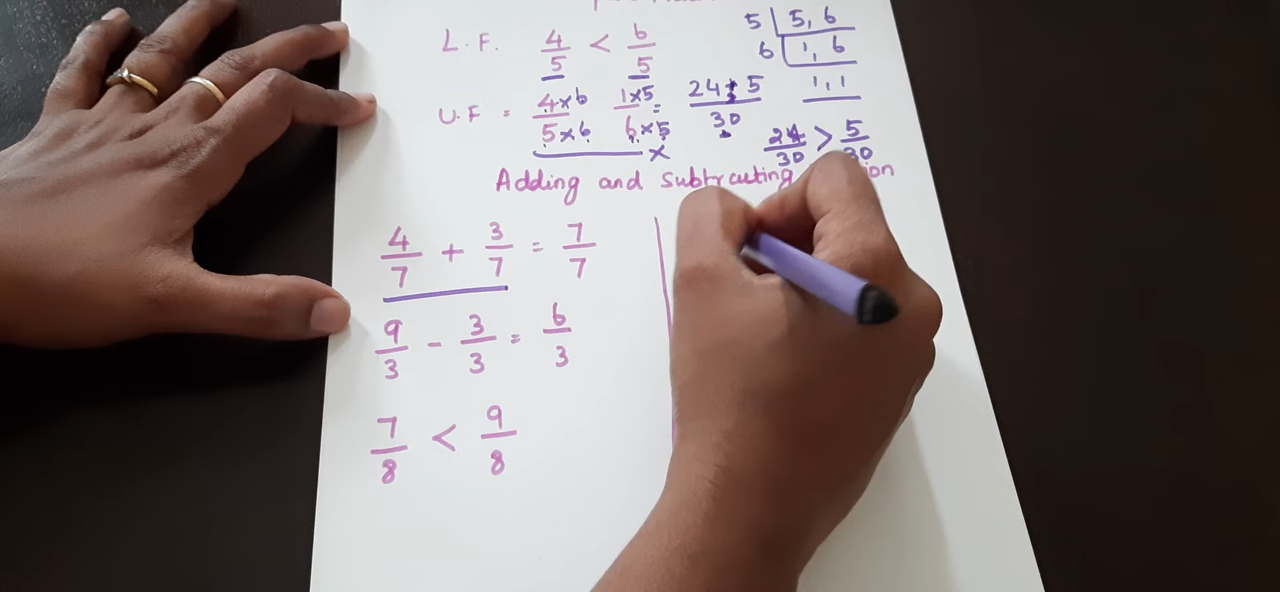 L.F. 4/5 < 6/5
5 | 5, 6
6 | 1, 6
1, 1
U.F = 4×6/5×6 1×5/6×5 = 24 5/30
×
24/30 > 5/30
Adding and subtracting
4/7 + 3/7 = 7/7
9/3 - 3/3 = 6/3
7/8 < 9/8